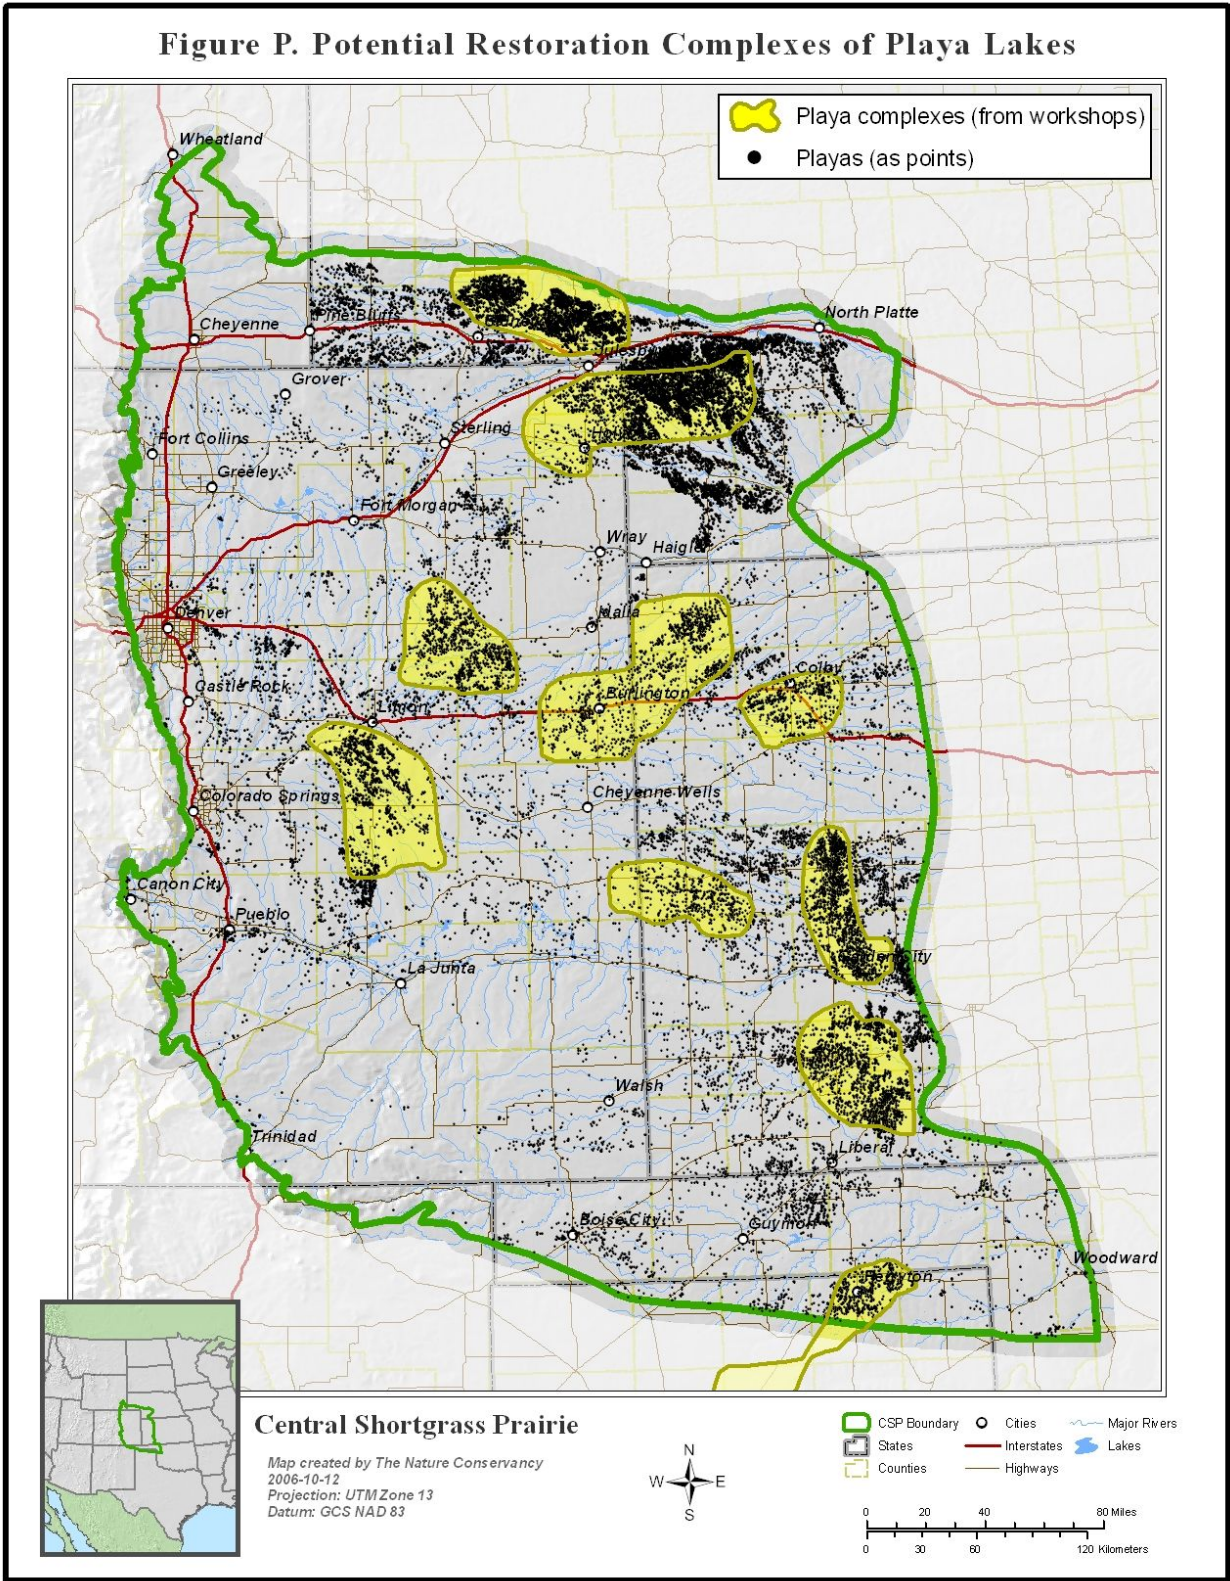 Figure P. Potential Restoration Complexes of Playa Lakes
Playa complexes (from workshops)
Playas (as points)
Wheatland
Cheyenne
Pine Bluffs
North Platte
Grover
Sterling
Fort Collins
Greeley
Fort Morgan
Wray
Haigler
Denver
Idalia
Castle Rock
Limon
Burlington
Colby
Colorado Springs
Cheyenne Wells
Canon City
Pueblo
La Junta
Garden City
Walsh
Trinidad
Liberal
Boise City
Guymon
Woodward
Perryton
Central Shortgrass Prairie
Map created by The Nature Conservancy
2006-10-12
Projection: UTM Zone 13
Datum: GCS NAD 83
N
W E
S
CSP Boundary Cities Major Rivers
States Interstates Lakes
Counties Highways
0 20 40 80 Miles
0 30 60 120 Kilometers